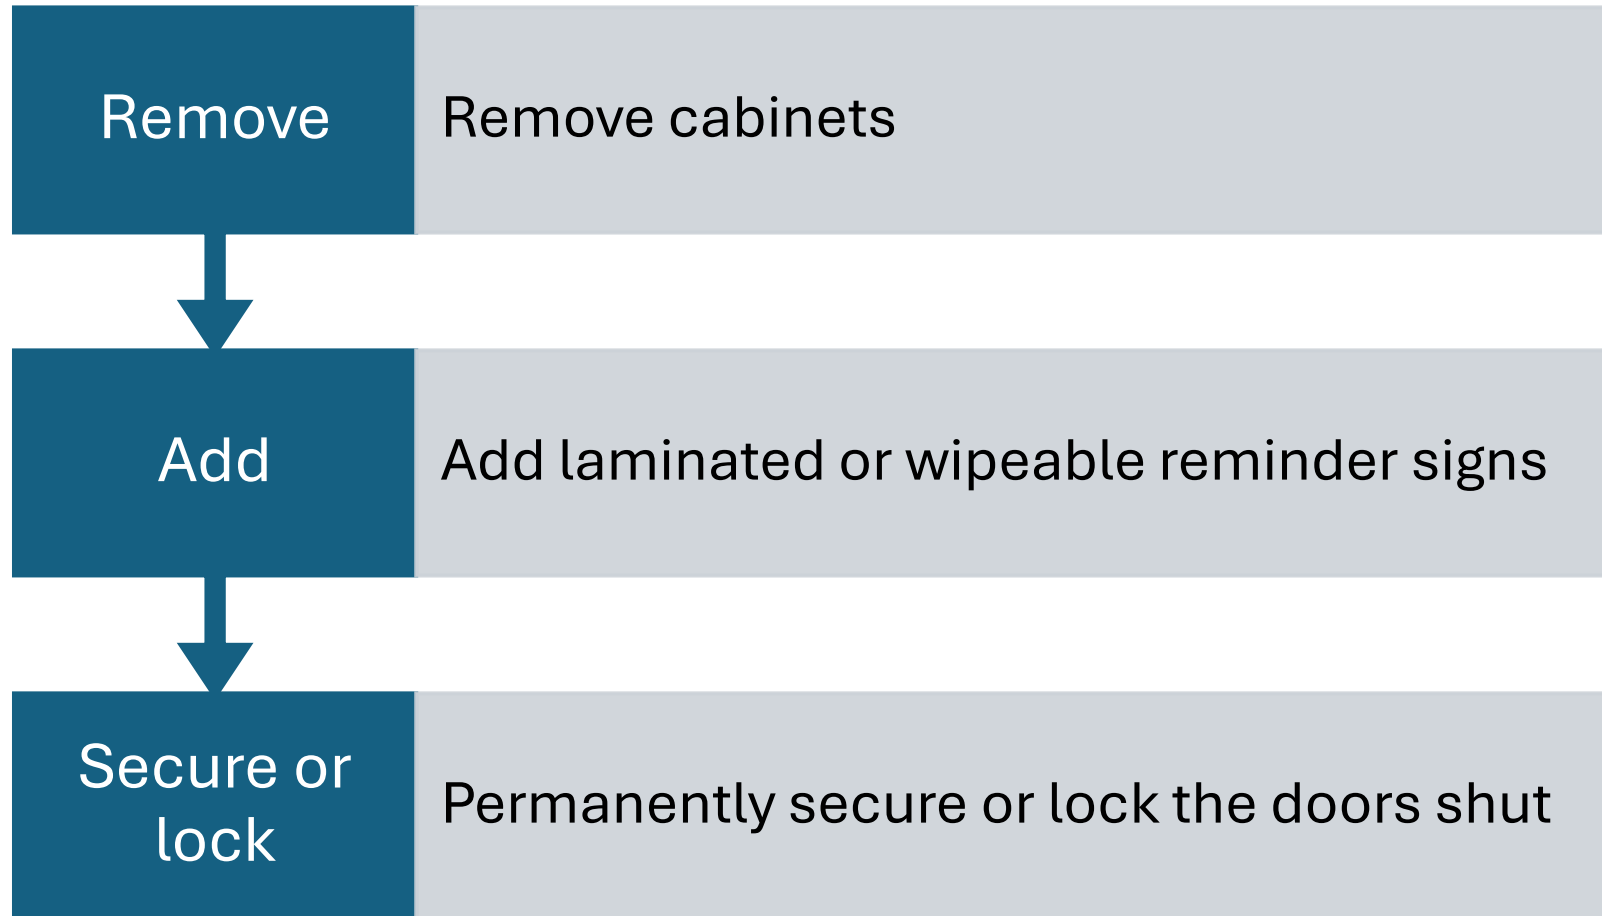 Remove
Remove cabinets
Add
Add laminated or wipeable reminder signs
Secure or
lock
Permanently secure or lock the doors shut